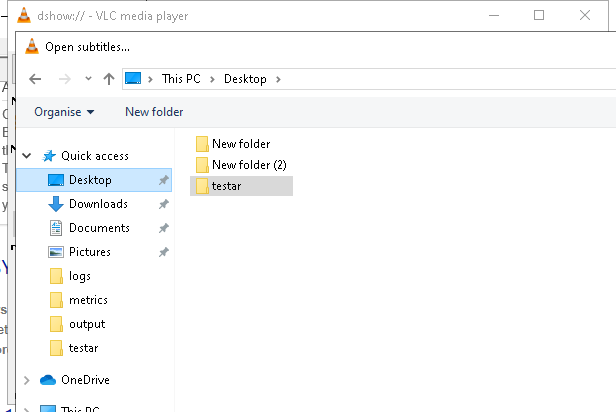 dshow:// - VLC media player
Open subtitles...
This PC > Desktop >
Organise New folder
Quick access
Desktop
Downloads
Documents
Pictures
logs
metrics
output
testar
OneDrive
This PC
New folder
New folder (2)
testar